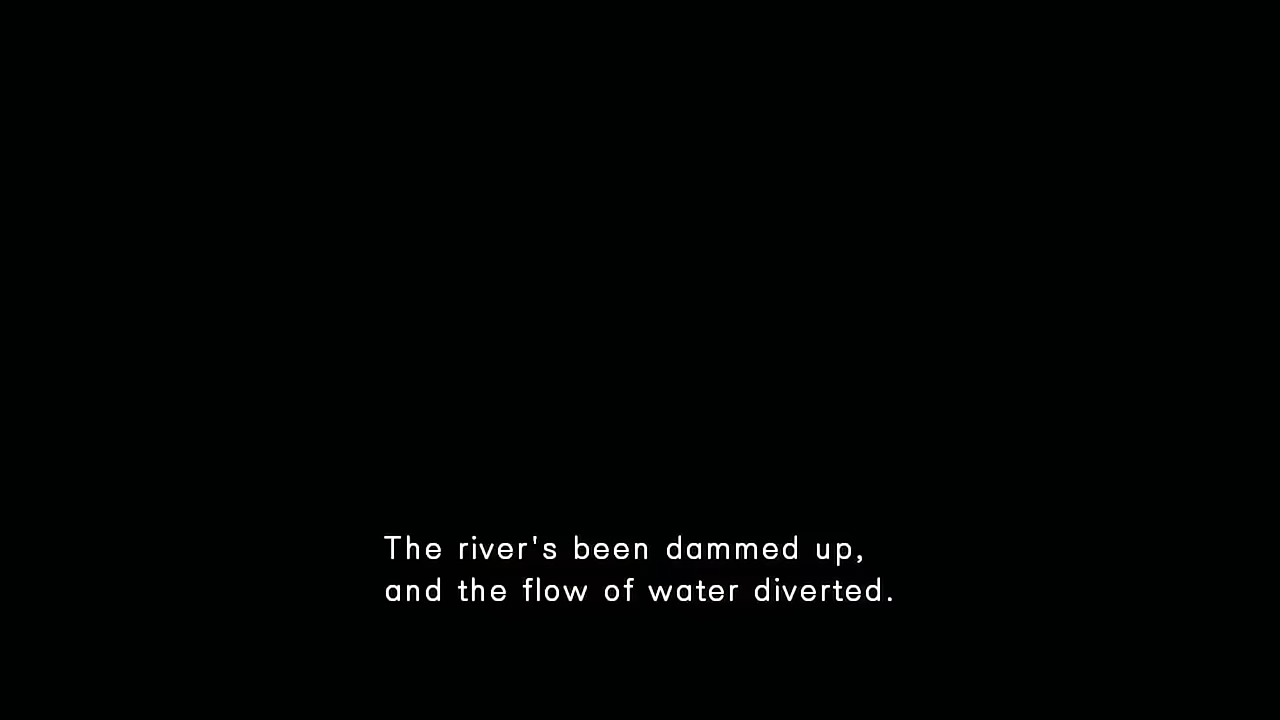 The river's been dammed up,
and the flow of water diverted.